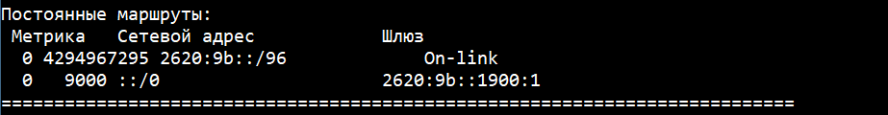 Постоянные маршруты:
Метрика Сетевой адрес Шлюз
0 4294967295 2620:9b::/96 On-link
0 9000 ::/0 2620:9b::1900:1
===========================================================================